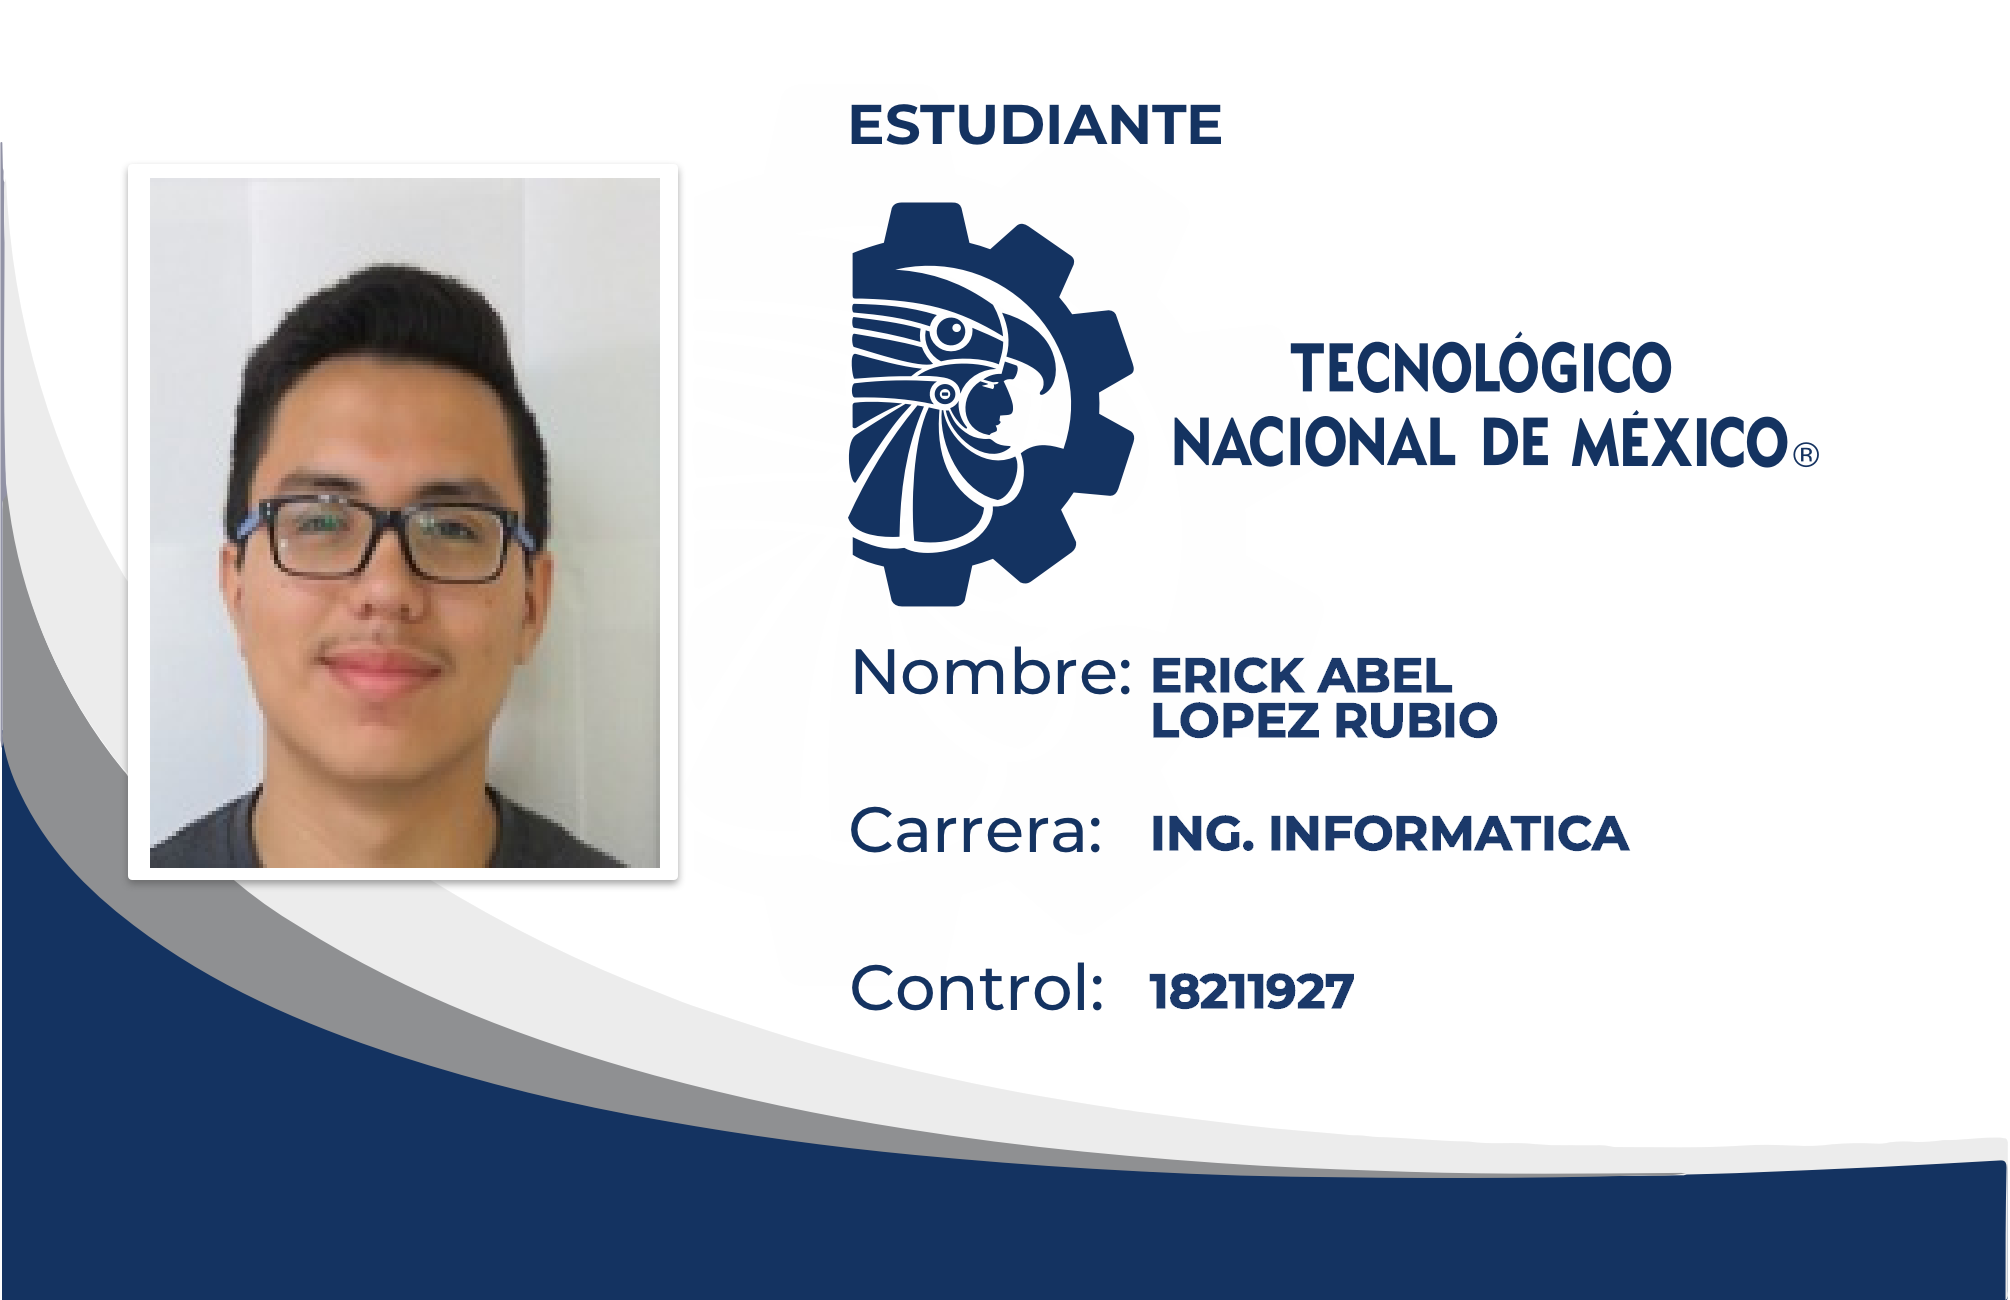 ESTUDIANTE
TECNOLÓGICO
NACIONAL DE MÉXICO®
Nombre: ERICK ABEL
LOPEZ RUBIO
Carrera: ING. INFORMATICA
Control: 18211927